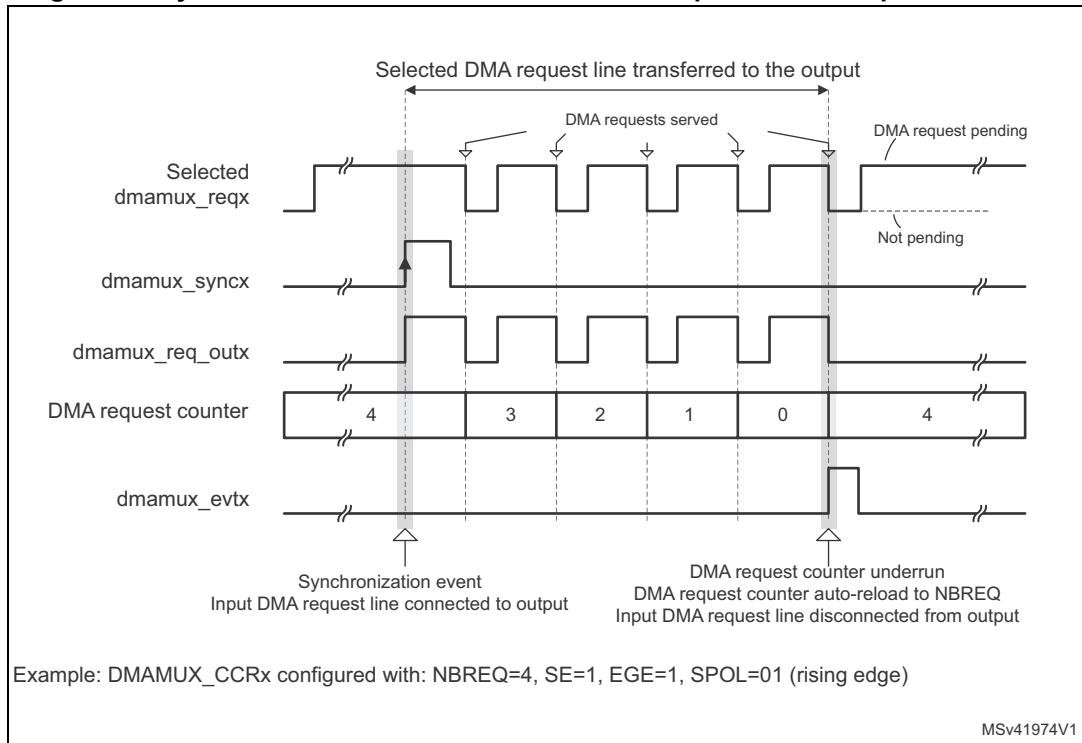 Selected DMA request line transferred to the output
DMA requests served
DMA request pending
Selected
dmamux_reqx
Not pending
dmamux_syncx
dmamux_req_outx
DMA request counter
4
3
2
1
0
4
dmamux_evtx
Synchronization event
Input DMA request line connected to output
DMA request counter underrun
DMA request counter auto-reload to NBREQ
Input DMA request line disconnected from output
Example: DMAMUX_CCRx configured with: NBREQ=4, SE=1, EGE=1, SPOL=01 (rising edge)
MSv41974V1